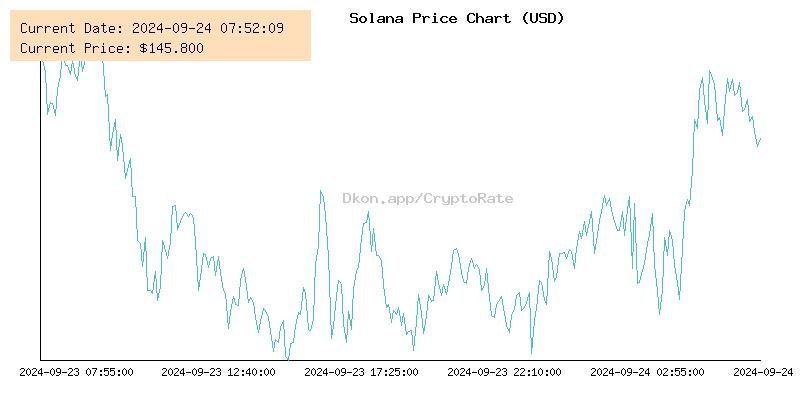 Solana Price Chart (USD)
Current Date: 2024-09-24 07:52:09
Current Price: $145.800
Dkon.app/CryptoRate
2024-09-23 07:55:00 2024-09-23 12:40:00 2024-09-23 17:25:00 2024-09-23 22:10:00 2024-09-24 02:55:00 2024-09-24